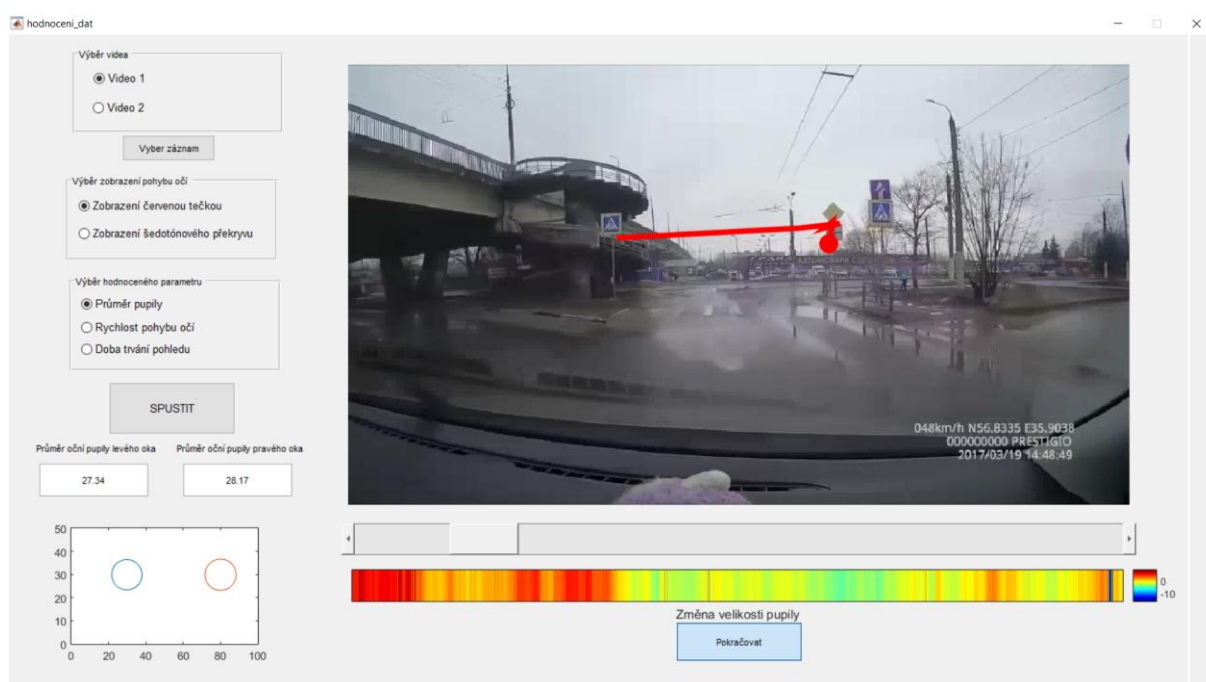 hodnoceni_dat
Výběr videa
Video 1
Video 2
Vyber záznam
Výběr zobrazení pohybu očí
Zobrazení červenou tečkou
Zobrazení šedotónového překryvu
Výběr hodnoceného parametru
Průměr pupily
Rychlost pohybu očí
Doba trvání pohledu
SPUSTIT
Průměr oční pupily levého oka Průměr oční pupily pravého oka
27.34 28.17
50
40
30
20
10
0
0 20 40 60 80 100
048km/h N56.8335 E35.9038
000000000 PRESTIGIO
2017/03/19 14:48:49
0
-10
Změna velikosti pupily
Pokračovat